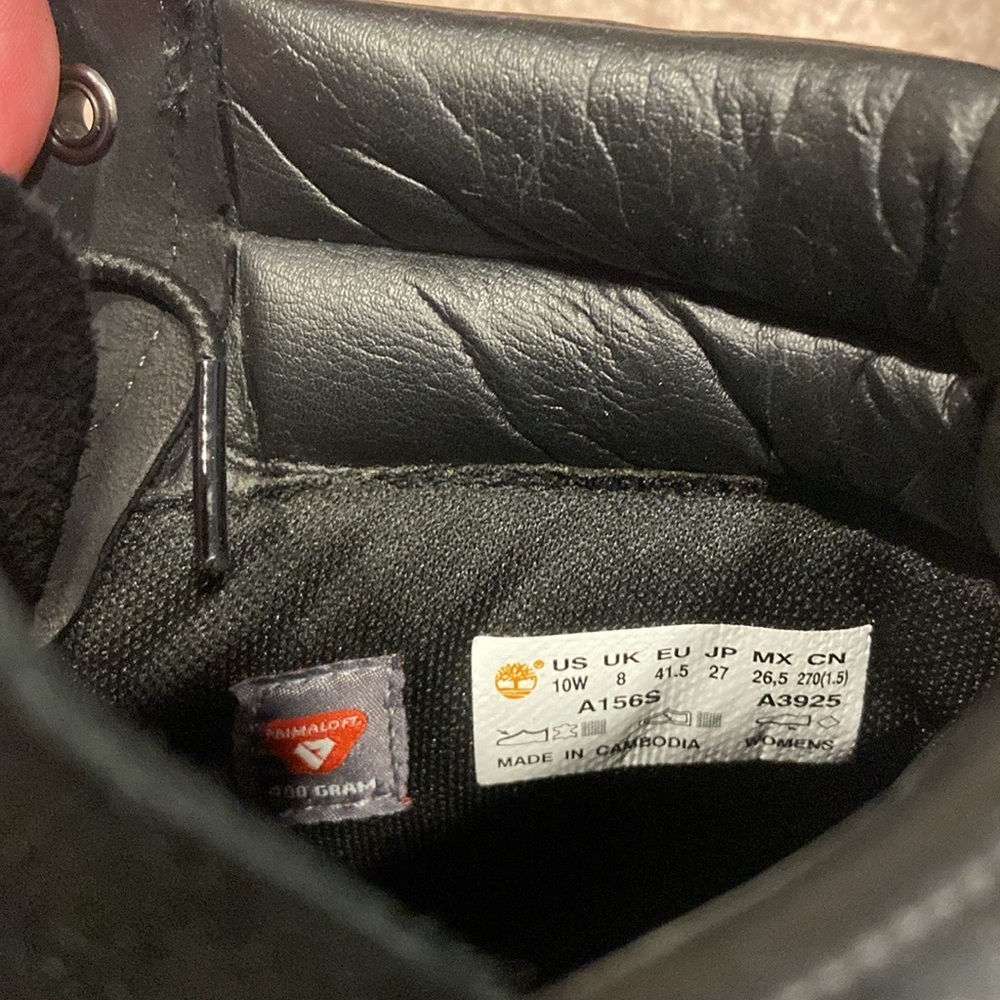 PRIMALOFT
400 GRAM
US UK EU JP MX CN
10W 8 41.5 27 26,5 270(1.5)
A156S A3925
MADE IN CAMBODIA WOMENS